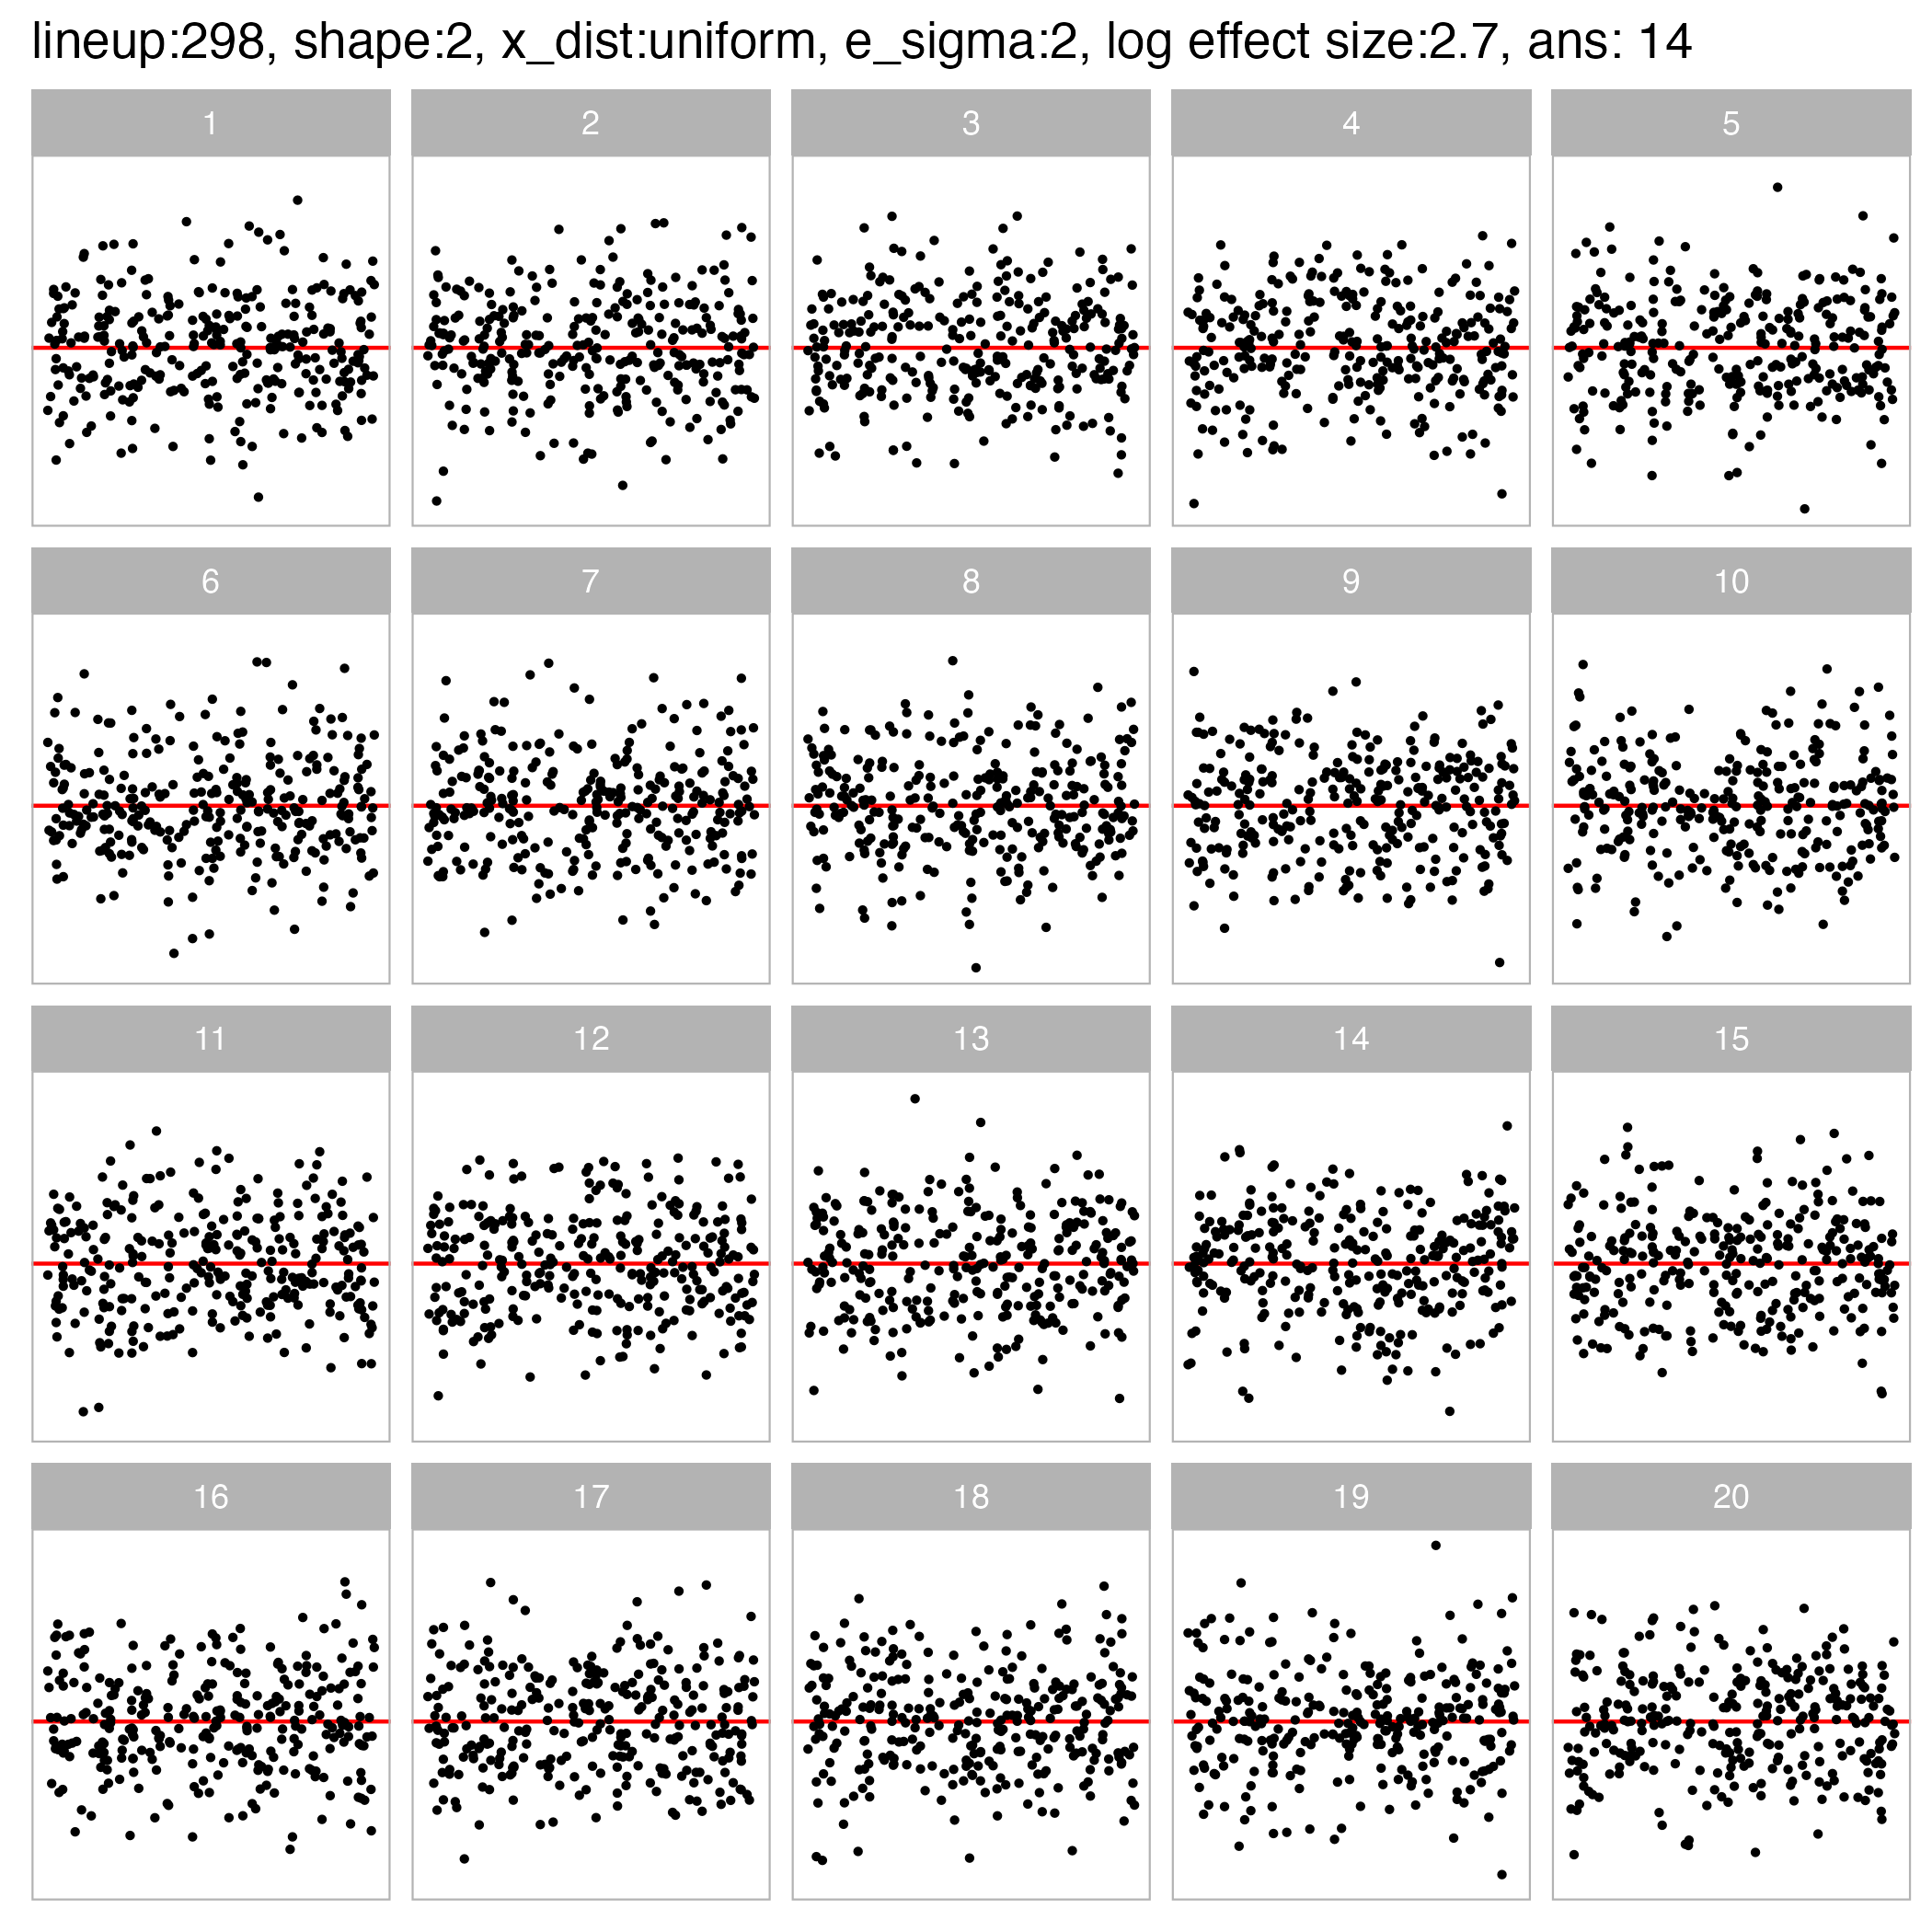 lineup:298, shape:2, x_dist:uniform, e_sigma:2, log effect size:2.7, ans: 14
1 2 3 4 5
6 7 8 9 10
11 12 13 14 15
16 17 18 19 20